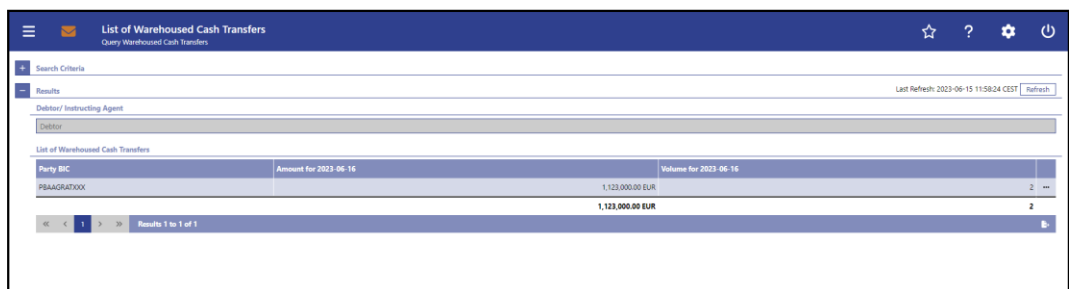 List of Warehoused Cash Transfers
Query Warehoused Cash Transfers
+ Search Criteria
− Results Last Refresh: 2023-06-15 11:58:24 CEST Refresh
Debtor/ Instructing Agent
Debtor
List of Warehoused Cash Transfers
Party BIC Amount for 2023-06-16 Volume for 2023-06-16
PBAAGRATXXX 1,123,000.00 EUR 2 ...
1,123,000.00 EUR 2
« < 1 > » Results 1 to 1 of 1